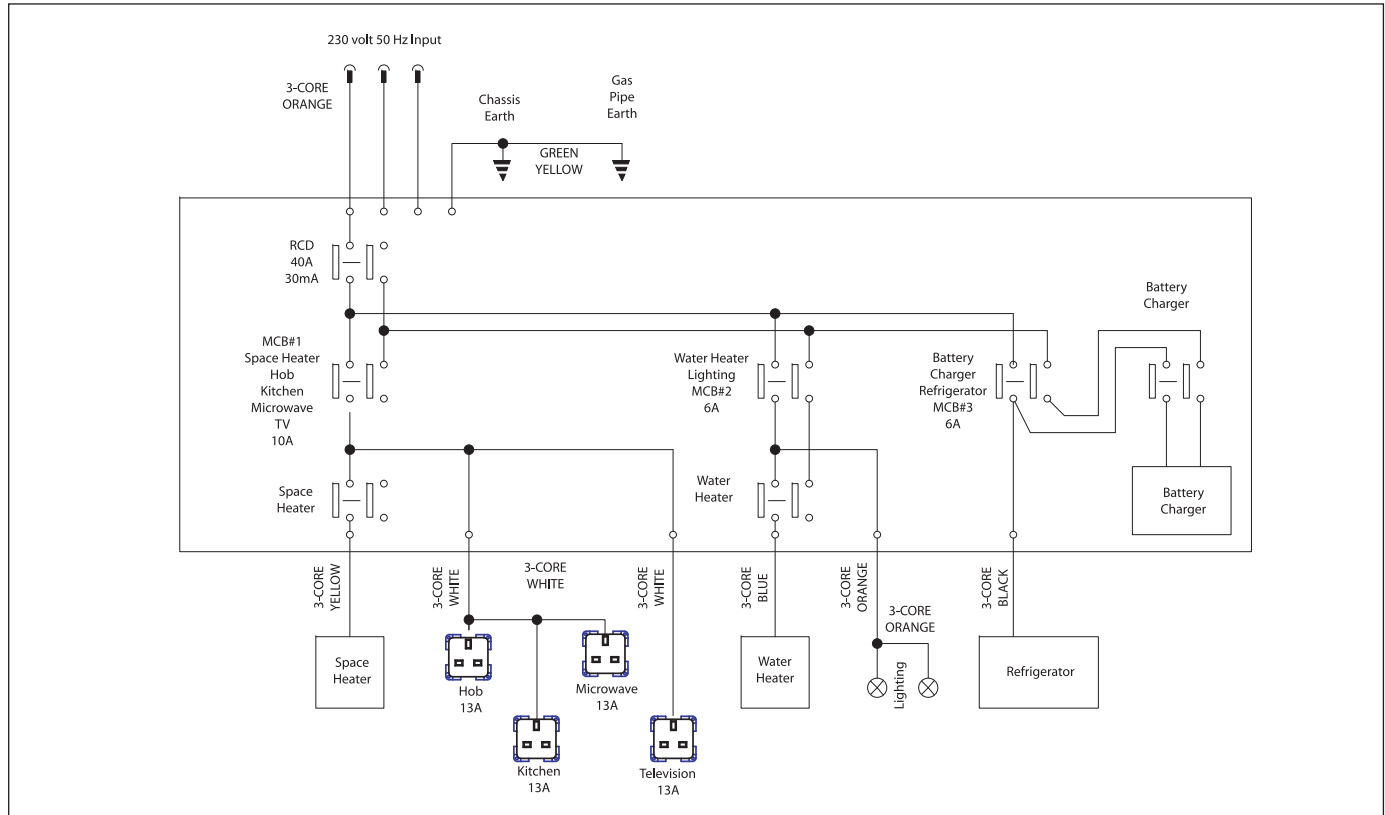 230 volt 50 Hz Input
3-CORE
ORANGE
Chassis
Earth
Gas
Pipe
Earth
GREEN
YELLOW
RCD
40A
30mA
Battery
Charger
MCB#1
Space Heater
Hob
Kitchen
Microwave
TV
10A
Water Heater
Lighting
MCB#2
6A
Battery
Charger
Refrigerator
MCB#3
6A
Space
Heater
Water
Heater
Battery
Charger
3-CORE
YELLOW
3-CORE
WHITE
3-CORE
WHITE
3-CORE
WHITE
3-CORE
BLUE
3-CORE
ORANGE
3-CORE
ORANGE
3-CORE
BLACK
Space
Heater
Hob
13A
Microwave
13A
Kitchen
13A
Television
13A
Water
Heater
Lighting
Refrigerator